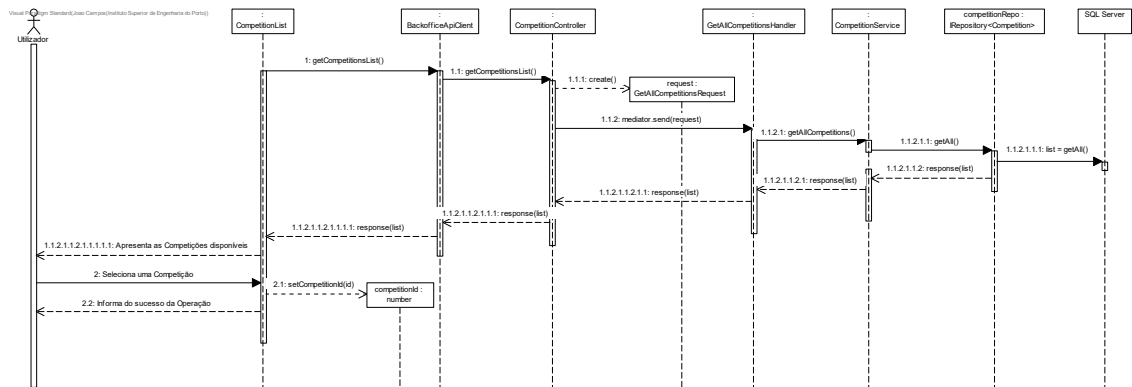 Visual Paradigm Standard(Joao Campos(Instituto Superior de Engenharia do Porto))
Utilizador
:
CompetitionList
:
BackofficeApiClient
:
CompetitionController
:
GetAllCompetitionsHandler
:
CompetitionService
competitionRepo :
IRepository<Competition>
SQL Server
1: getCompetitionsList()
1.1: getCompetitionsList()
1.1.1: create()
request :
GetAllCompetitionsRequest
1.1.2: mediator.send(request)
1.1.2.1: getAllCompetitions()
1.1.2.1.1: getAll()
1.1.2.1.1.1: list = getAll()
1.1.2.1.1.2: response(list)
1.1.2.1.1.2.1: response(list)
1.1.2.1.1.2.1.1: response(list)
1.1.2.1.1.2.1.1.1: response(list)
1.1.2.1.1.2.1.1.1.1: response(list)
1.1.2.1.1.2.1.1.1.1.1: Apresenta as Competições disponíveis
2: Seleciona uma Competição
2.1: setCompetitionId(id)
competitionId :
number
2.2: Informa do sucesso da Operação